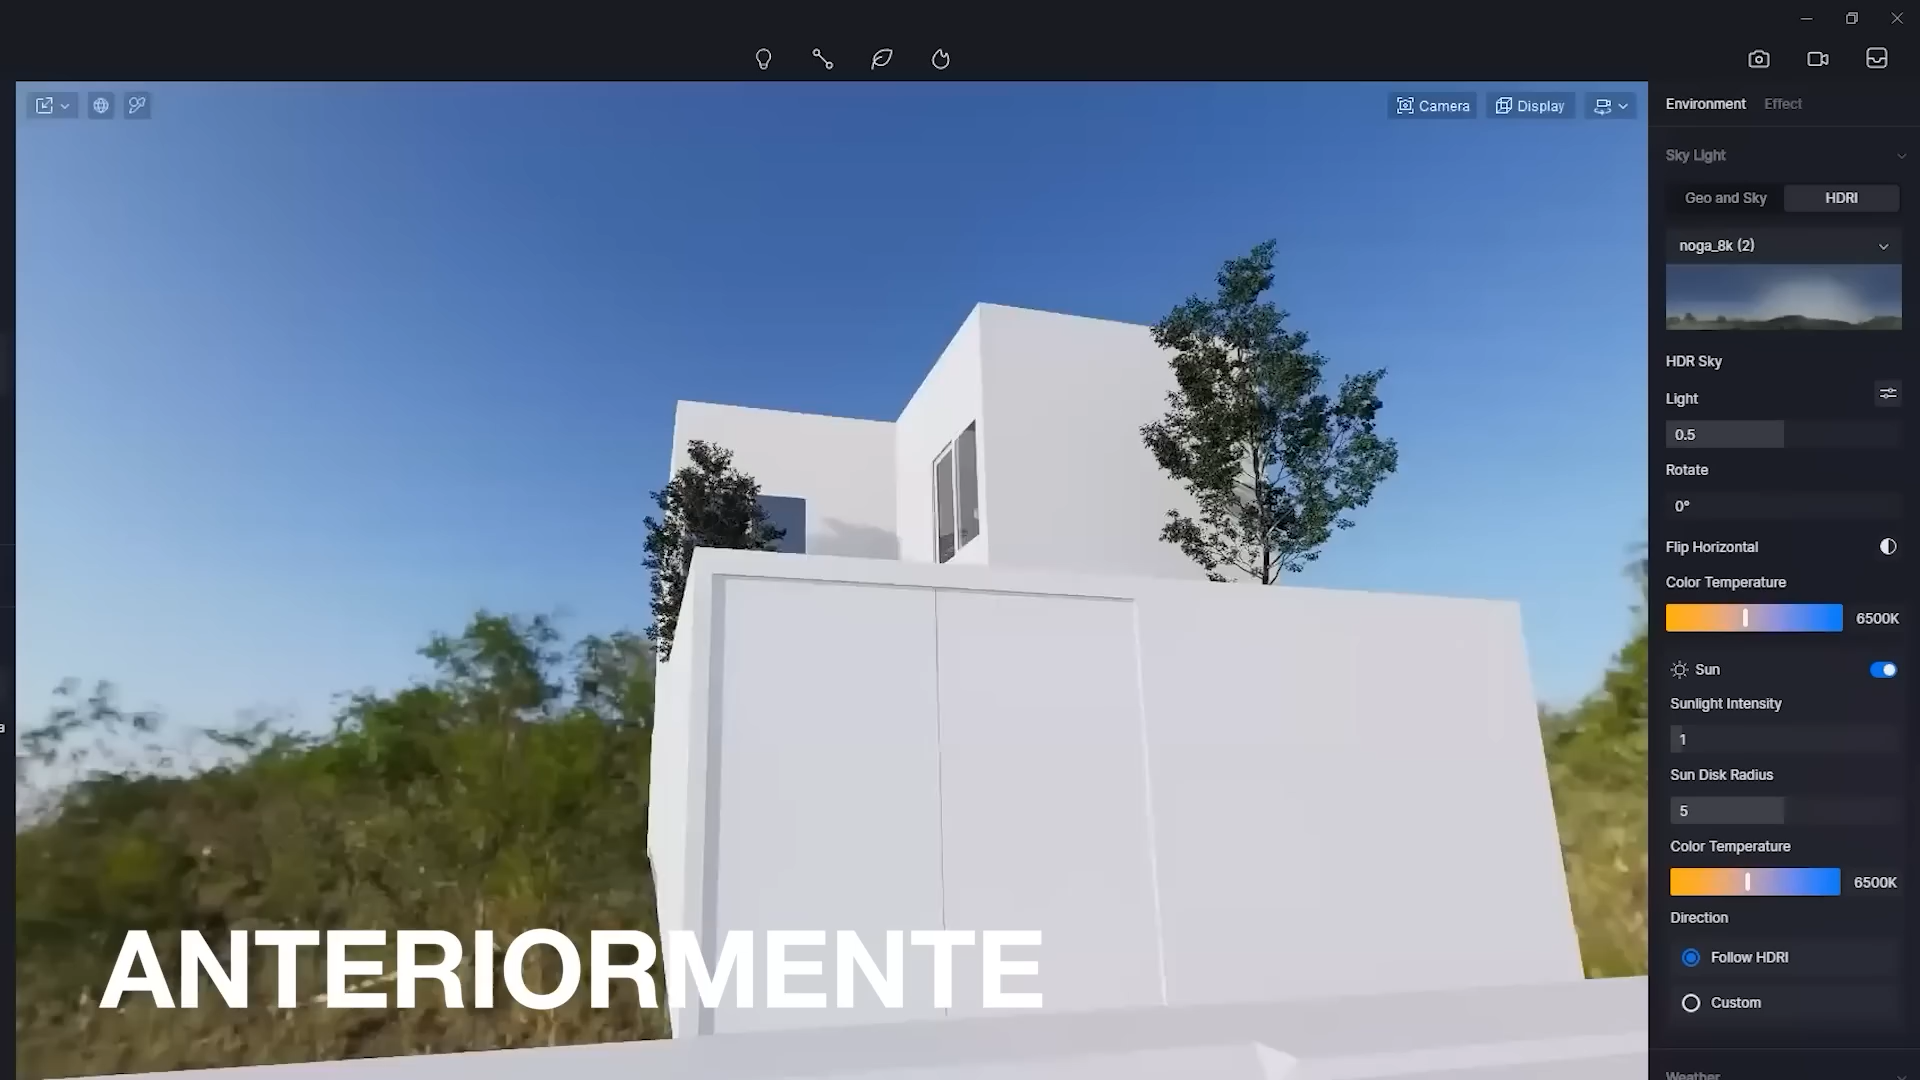 Camera
Display
Environment Effect
Sky Light
Geo and Sky HDRI
noga_8k (2)
HDR Sky
Light
0.5
Rotate
0°
Flip Horizontal
Color Temperature
6500K
Sun
Sunlight Intensity
1
Sun Disk Radius
5
Color Temperature
6500K
Direction
Follow HDRI
Custom
Weather
a
ANTERIORMENTE